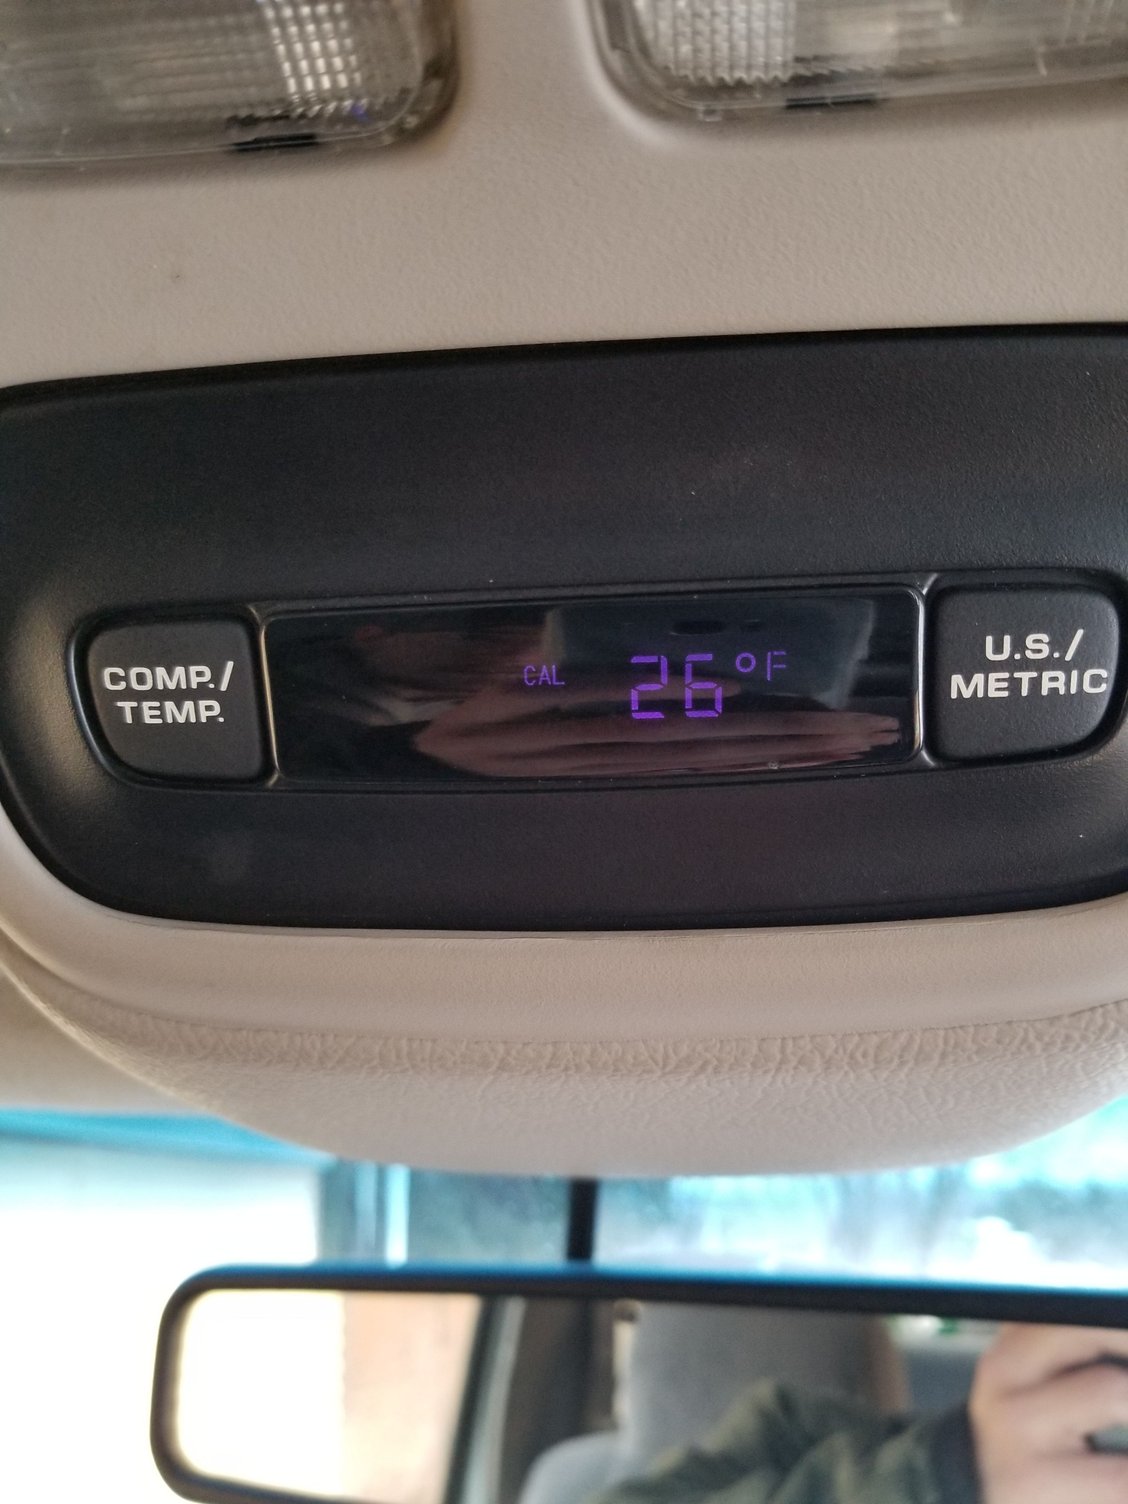 COMP./
TEMP.
CAL 26 °F
U.S./
METRIC